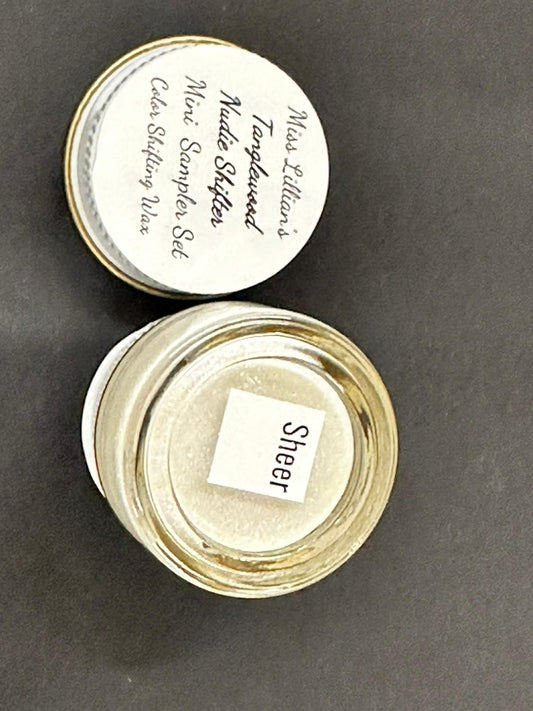 Miss Lillian's
Tanglewood
Nudie Shifter
Mini Sampler Set
Color Shifting Wax
Sheer